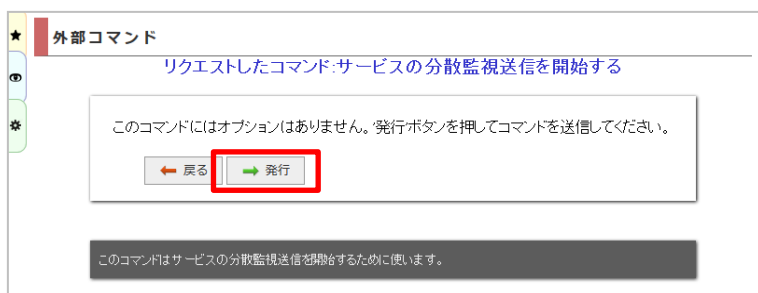 外部コマンド
リクエストしたコマンド:サービスの分散監視送信を開始する
このコマンドにはオプションはありません。'発行'ボタンを押してコマンドを送信してください。
戻る 発行
このコマンドはサービスの分散監視送信を開始するために使います。